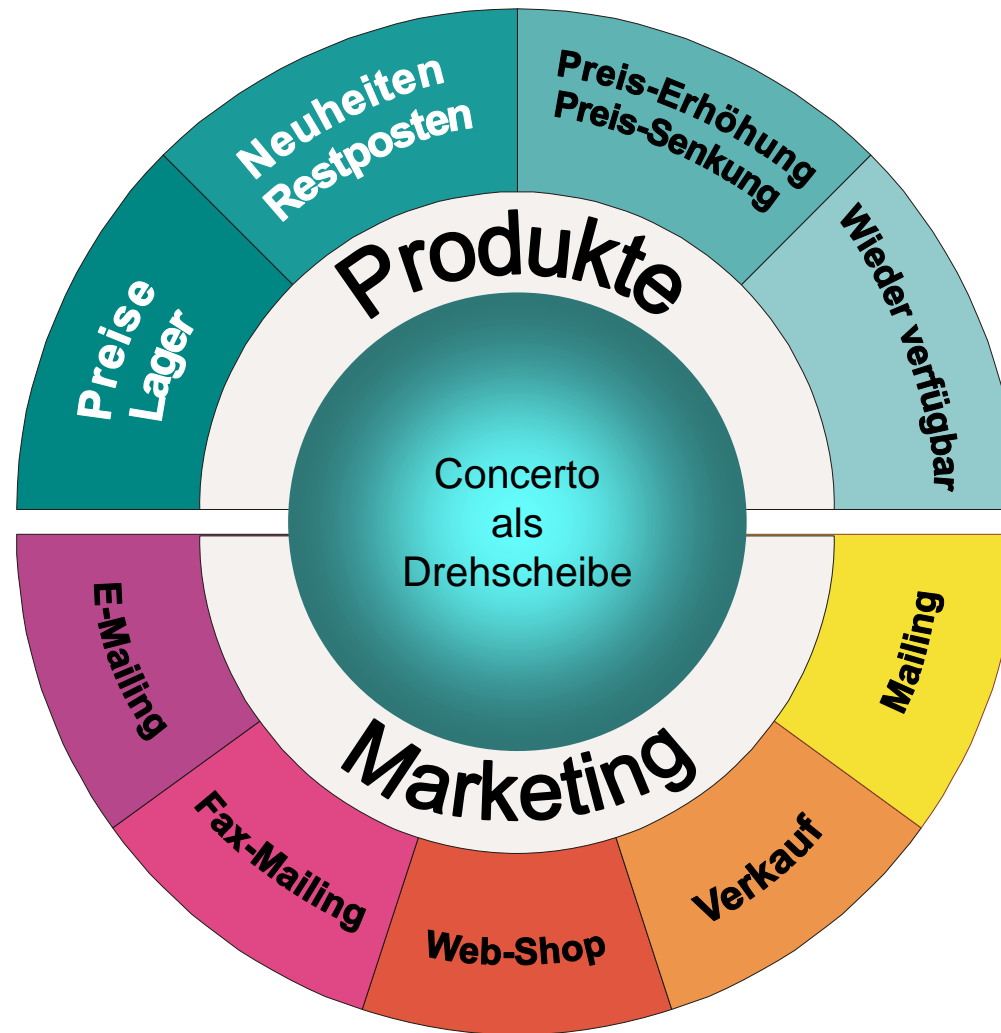 Neuheiten
Restposten
Preis-Erhöhung
Preis-Senkung
Preise
Lager
Wieder verfügbar
Produkte
Concerto
als
Drehscheibe
Marketing
E-Mailing
Fax-Mailing
Web-Shop
Verkauf
Mailing